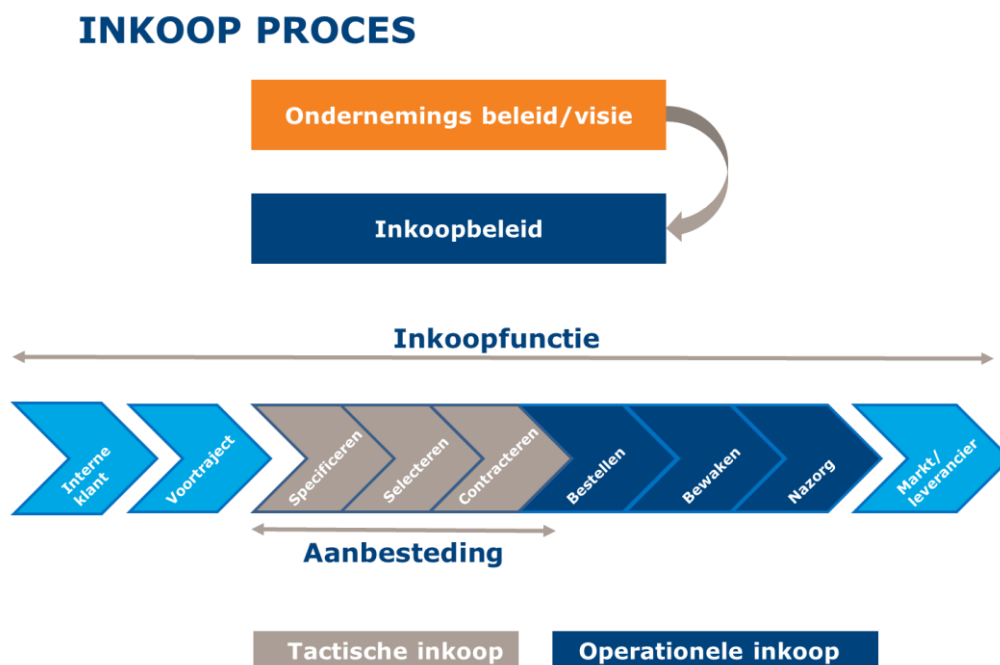 INKOOP PROCES
Ondernemings beleid/visie
Inkoopbeleid
Inkoopfunctie
Interne
klant
Voortraject
Specificeren
Selecteren
Contracteren
Bestellen
Bewaken
Nazorg
Markt/
leverancier
Aanbesteding
Tactische inkoop
Operationele inkoop